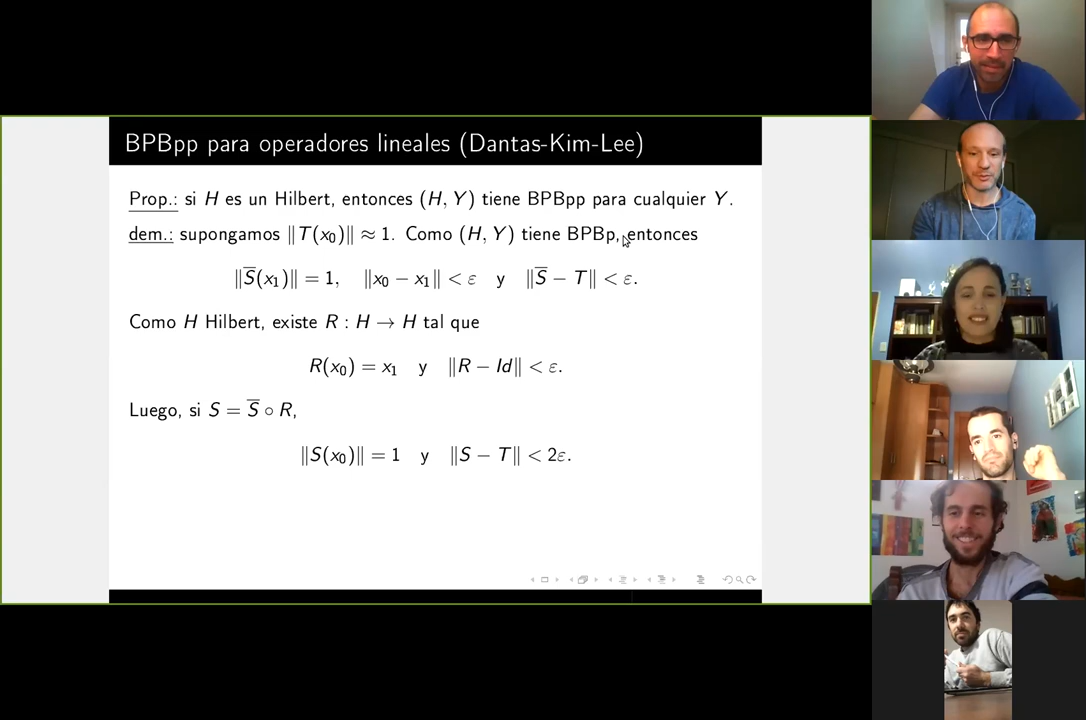 BPBpp para operadores lineales (Dantas-Kim-Lee)
Prop.: si H es un Hilbert, entonces (H, Y) tiene BPBpp para cualquier Y.
dem.: supongamos ‖T(x₀)‖ ≈ 1. Como (H, Y) tiene BPBp, entonces
‖S̅(x₁)‖ = 1, ‖x₀ − x₁‖ < ε y ‖S̅ − T‖ < ε.
Como H Hilbert, existe R : H → H tal que
R(x₀) = x₁ y ‖R − Id‖ < ε.
Luego, si S = S̅ ∘ R,
‖S(x₀)‖ = 1 y ‖S − T‖ < 2ε.